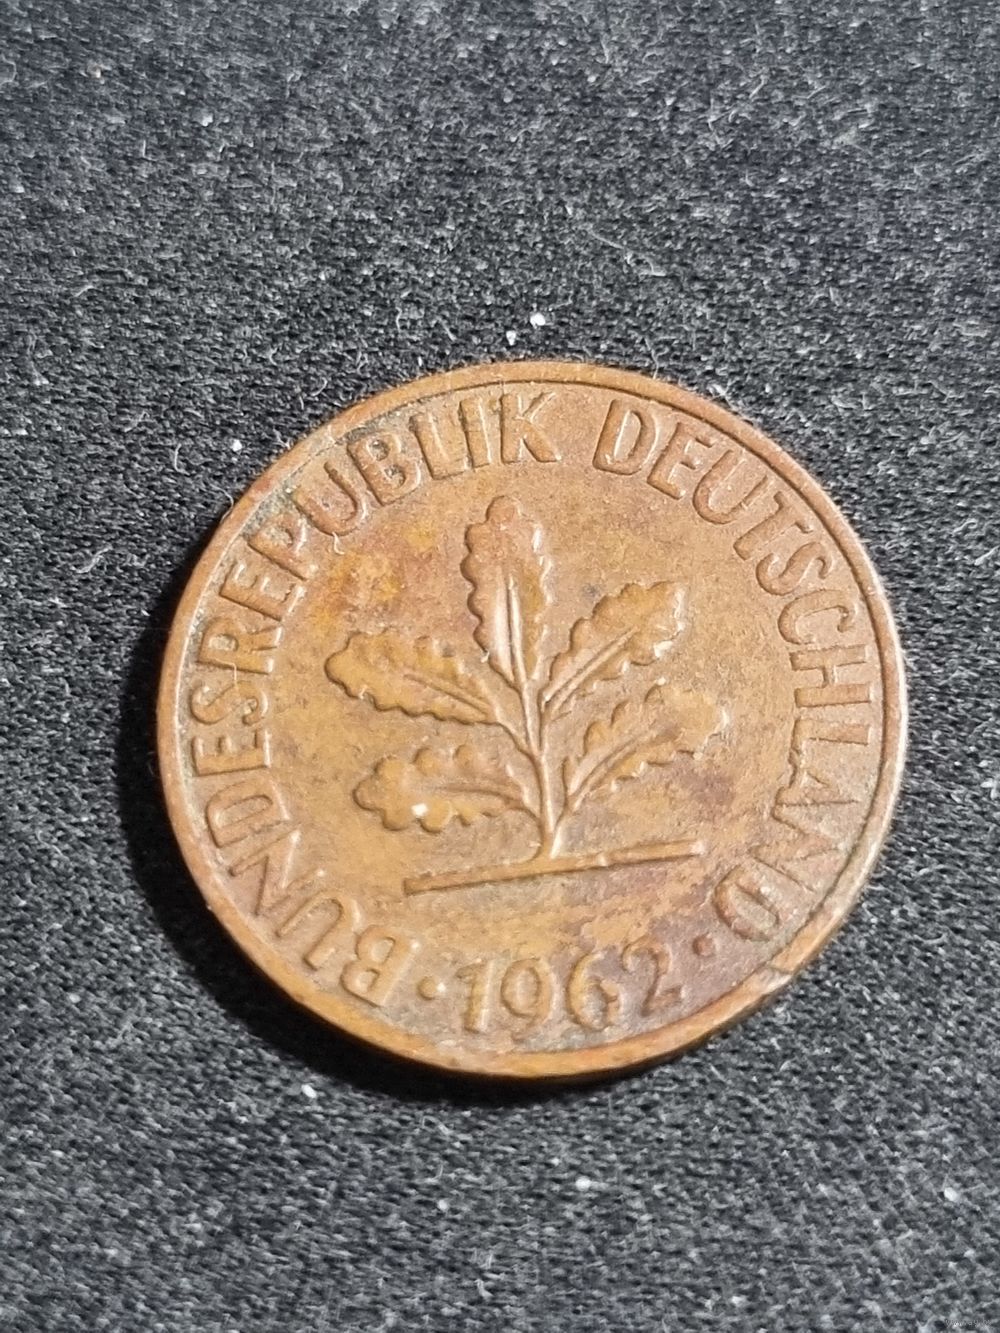 BUNDESREPUBLIK DEUTSCHLAND
· 1962 ·